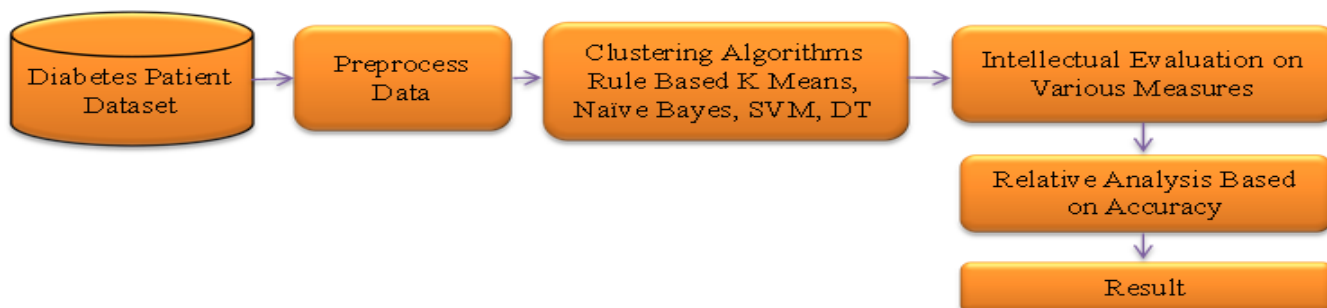 Diabetes Patient
Dataset
Preprocess
Data
Clustering Algorithms
Rule Based K Means,
Naïve Bayes, SVM, DT
Intellectual Evaluation on
Various Measures
Relative Analysis Based
on Accuracy
Result